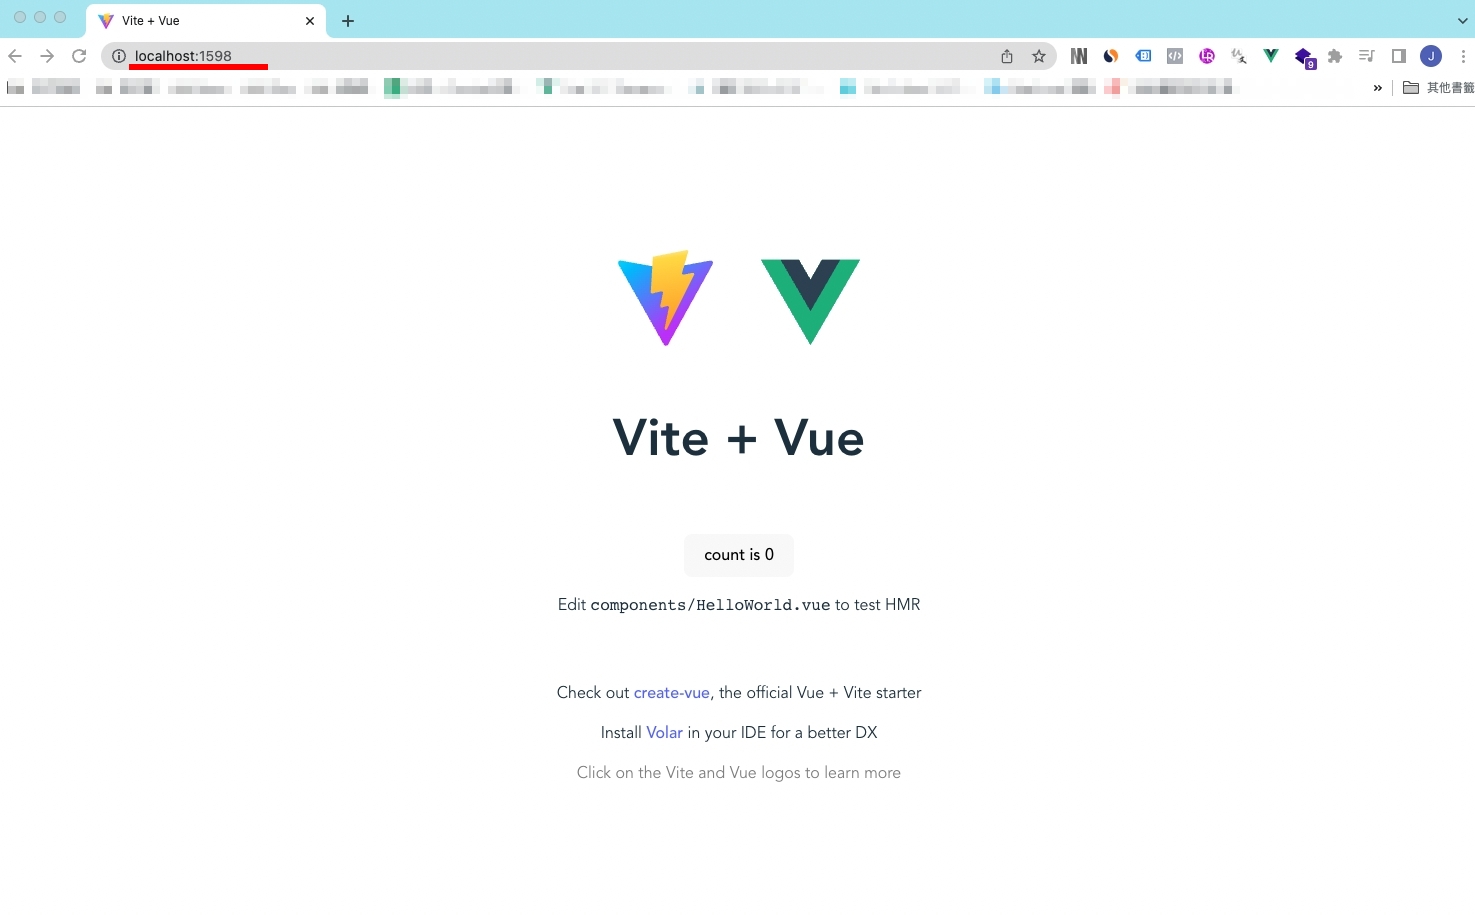 Vite + Vue
localhost:1598
9
J
» 其他書籤
Vite + Vue
count is 0
Edit components/HelloWorld.vue to test HMR
Check out create-vue, the official Vue + Vite starter
Install Volar in your IDE for a better DX
Click on the Vite and Vue logos to learn more